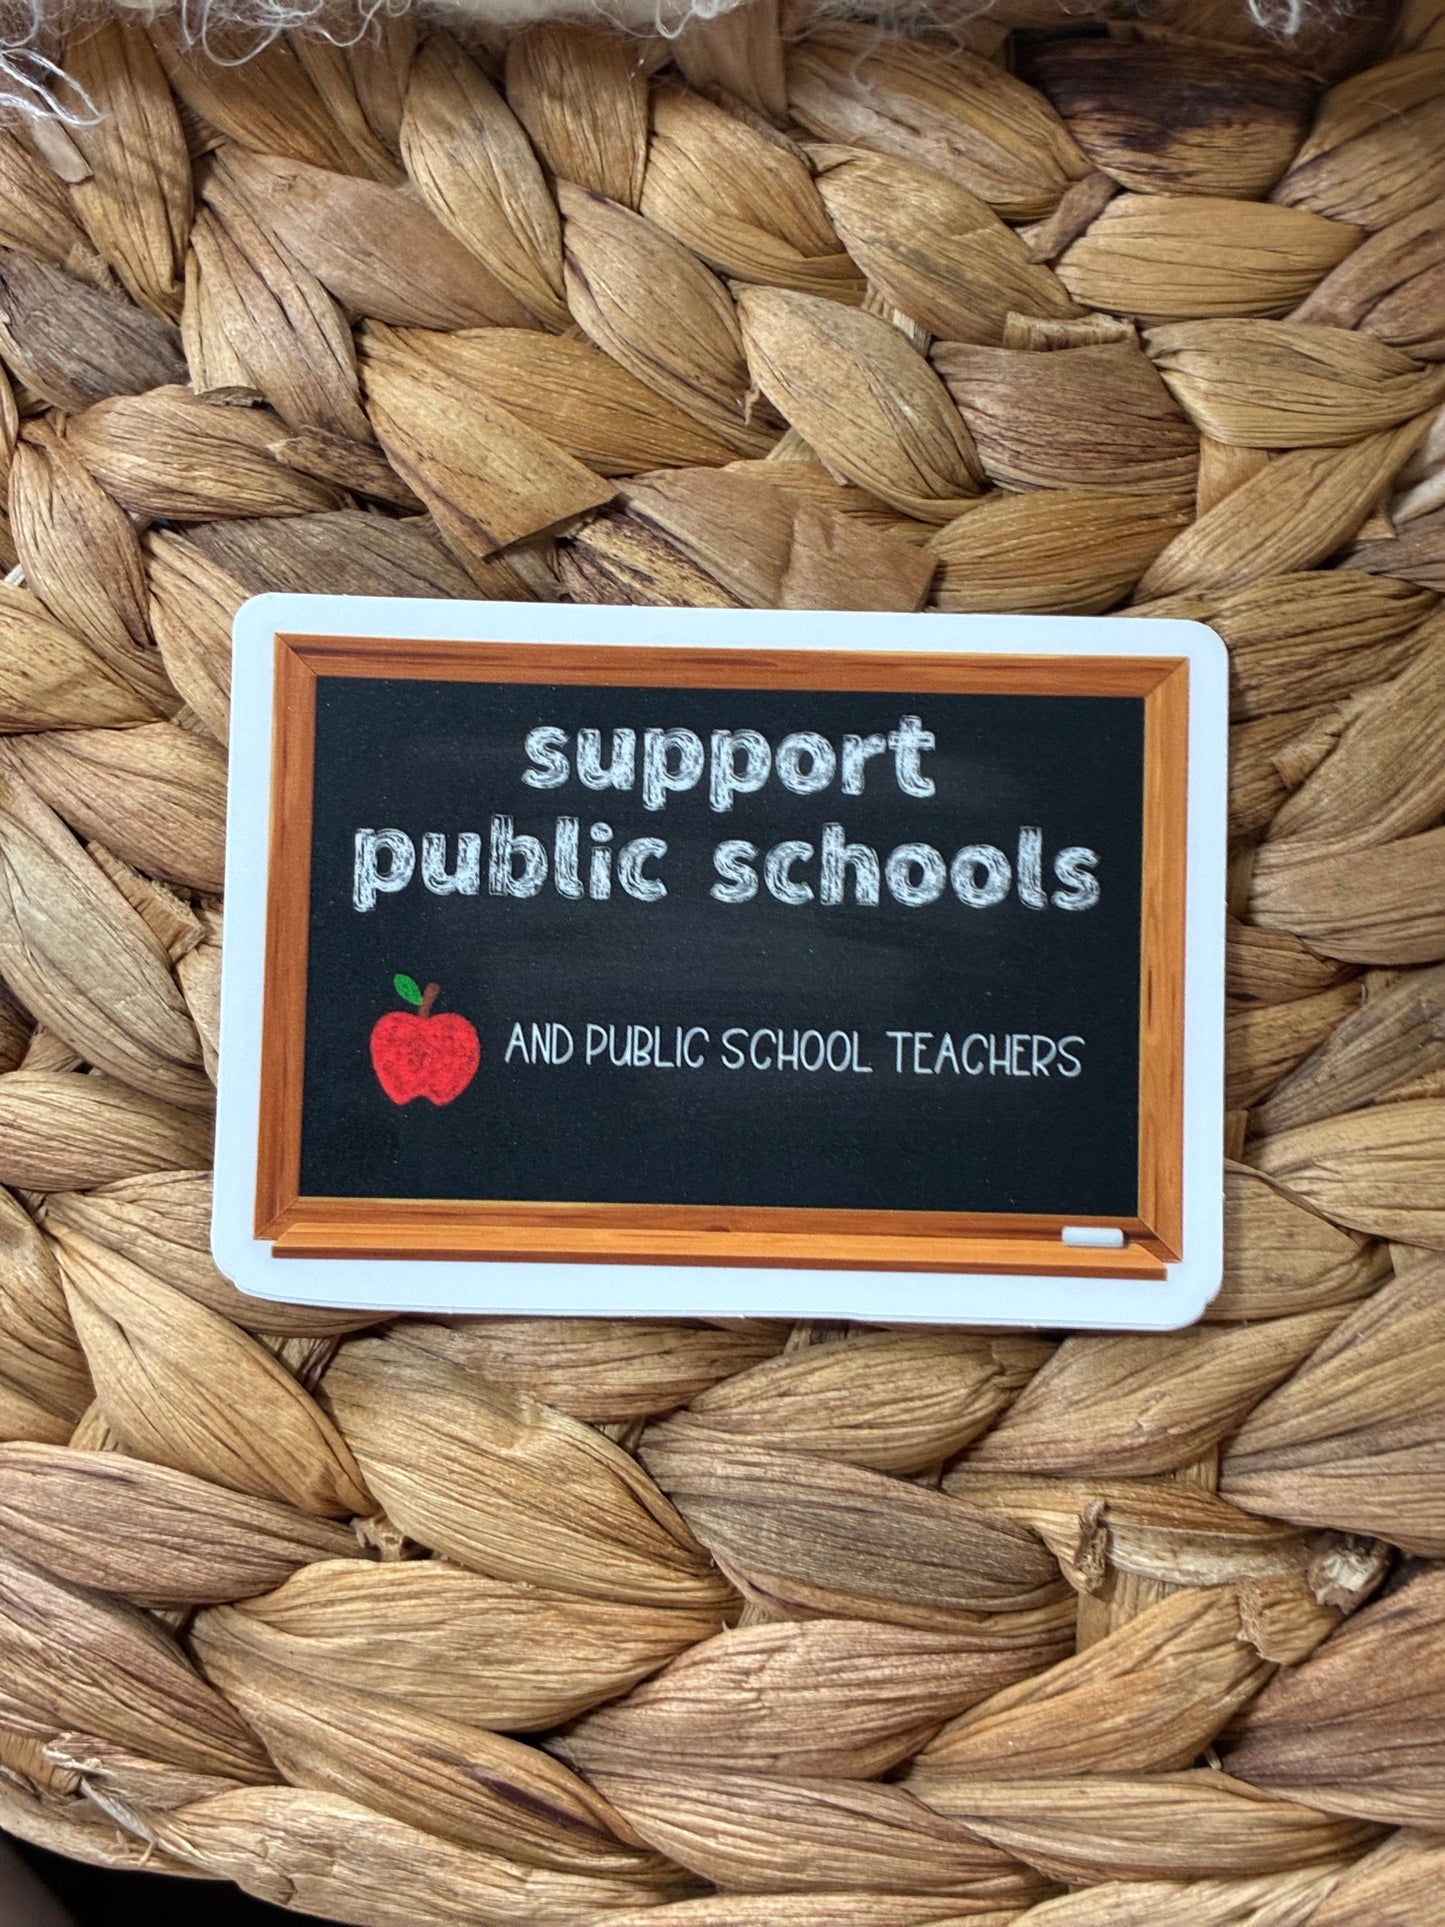 support
public schools
AND PUBLIC SCHOOL TEACHERS